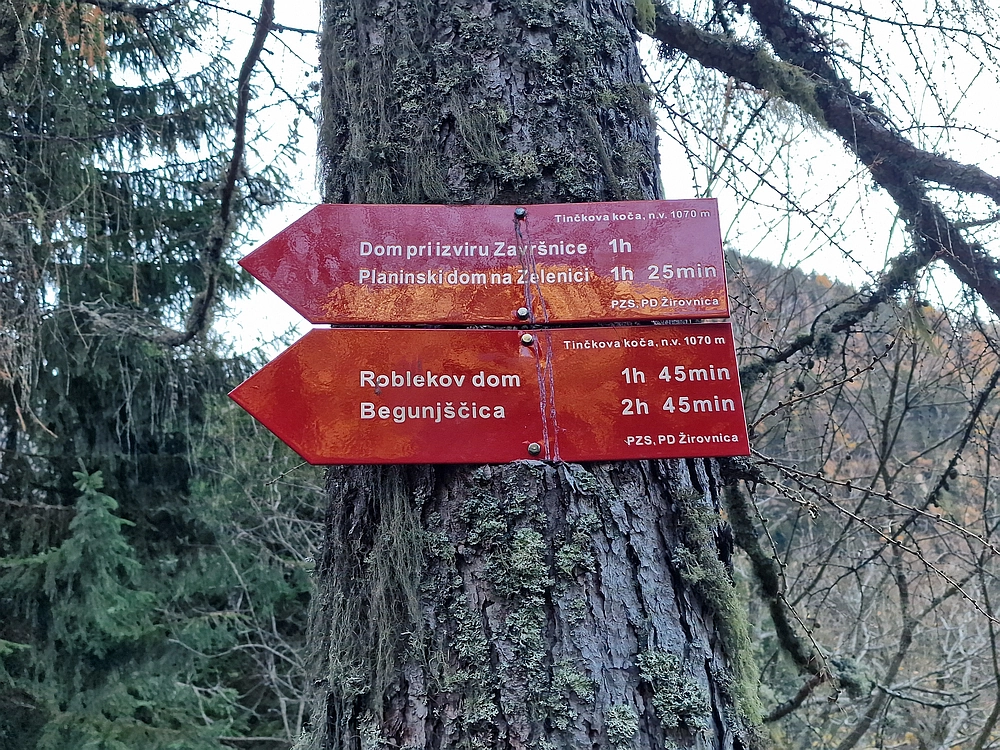 Tinčkova koča, n.v. 1070 m
Dom pri izviru Završnice 1h
Planinski dom na Zelenici 1h 25min
PZS, PD Žirovnica
Tinčkova koča, n.v. 1070 m
Roblekov dom 1h 45min
Begunjščica 2h 45min
PZS, PD Žirovnica